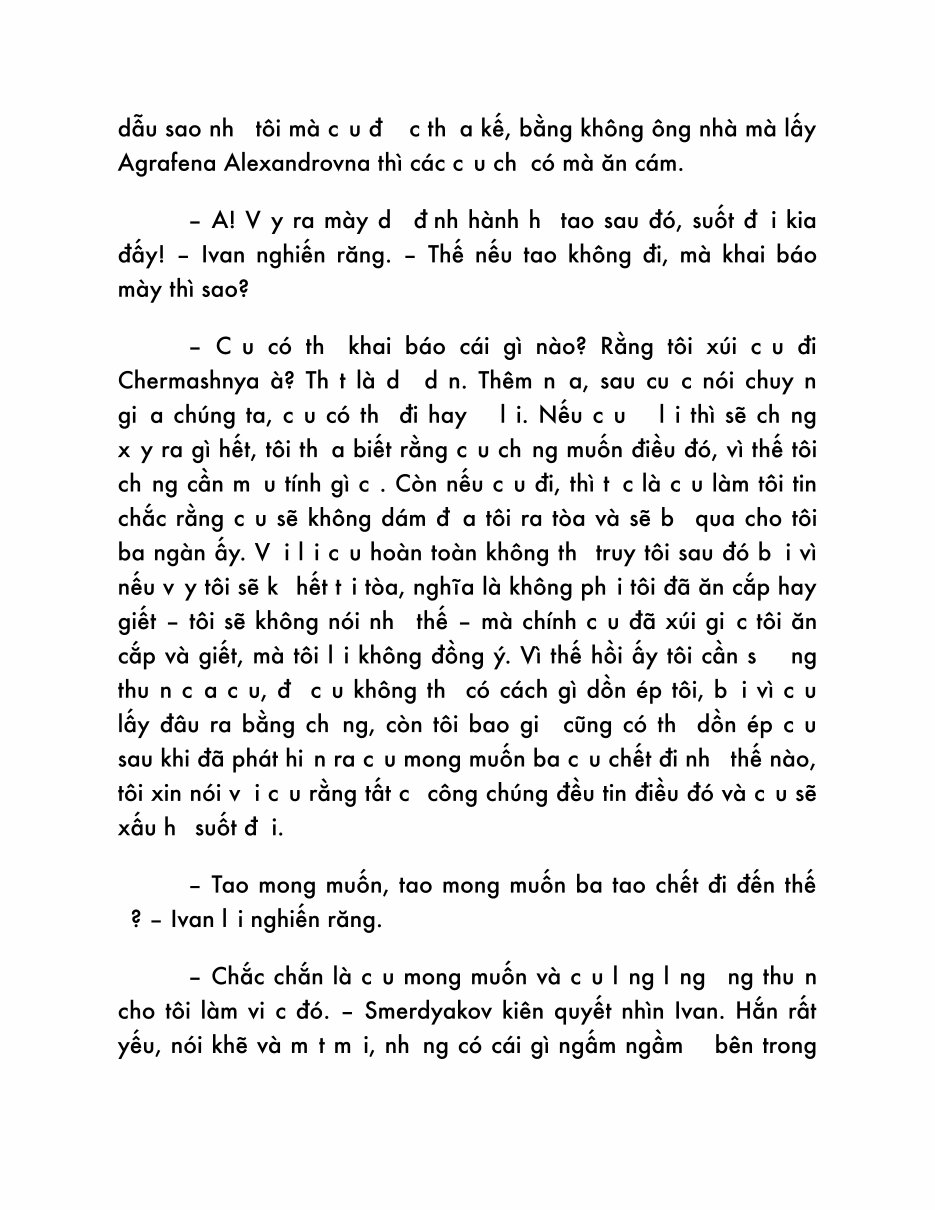 dẫu sao nh tôi mà c u đ c th a kế, bằng không ông nhà mà lấy
Agrafena Alexandrovna thì các c u ch có mà ăn cám.
– A! V y ra mày d đ nh hành h tao sau đó, suốt đ i kia
đấy! – Ivan nghiến răng. – Thế nếu tao không đi, mà khai báo
mày thì sao?
– C u có th khai báo cái gì nào? Rằng tôi xúi c u đi
Chermashnya à? Th t là d d n. Thêm n a, sau cu c nói chuy n
gi a chúng ta, c u có th đi hay l i. Nếu c u l i thì sẽ ch ng
x y ra gì hết, tôi th a biết rằng c u ch ng muốn điều đó, vì thế tôi
ch ng cần m u tính gì c . Còn nếu c u đi, thì t c là c u làm tôi tin
chắc rằng c u sẽ không dám đ a tôi ra tòa và sẽ b qua cho tôi
ba ngàn ấy. V i l i c u hoàn toàn không th truy tôi sau đó b i vì
nếu v y tôi sẽ k hết t i tòa, nghĩa là không ph i tôi đã ăn cắp hay
giết – tôi sẽ không nói nh thế – mà chính c u đã xúi gi c tôi ăn
cắp và giết, mà tôi l i không đồng ý. Vì thế hồi ấy tôi cần s ng
thu n c a c u, đ c u không th có cách gì dồn ép tôi, b i vì c u
lấy đâu ra bằng ch ng, còn tôi bao gi cũng có th dồn ép c u
sau khi đã phát hi n ra c u mong muốn ba c u chết đi nh thế nào,
tôi xin nói v i c u rằng tất c công chúng đều tin điều đó và c u sẽ
xấu h suốt đ i.
– Tao mong muốn, tao mong muốn ba tao chết đi đến thế
? – Ivan l i nghiến răng.
– Chắc chắn là c u mong muốn và c u l ng l ng ng thu n
cho tôi làm vi c đó. – Smerdyakov kiên quyết nhìn Ivan. Hắn rất
yếu, nói khẽ và m t m i, nh ng có cái gì ngấm ngầm bên trong